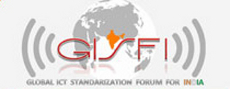 GISFI
GLOBAL ICT STANDARDIZATION FORUM FOR INDIA